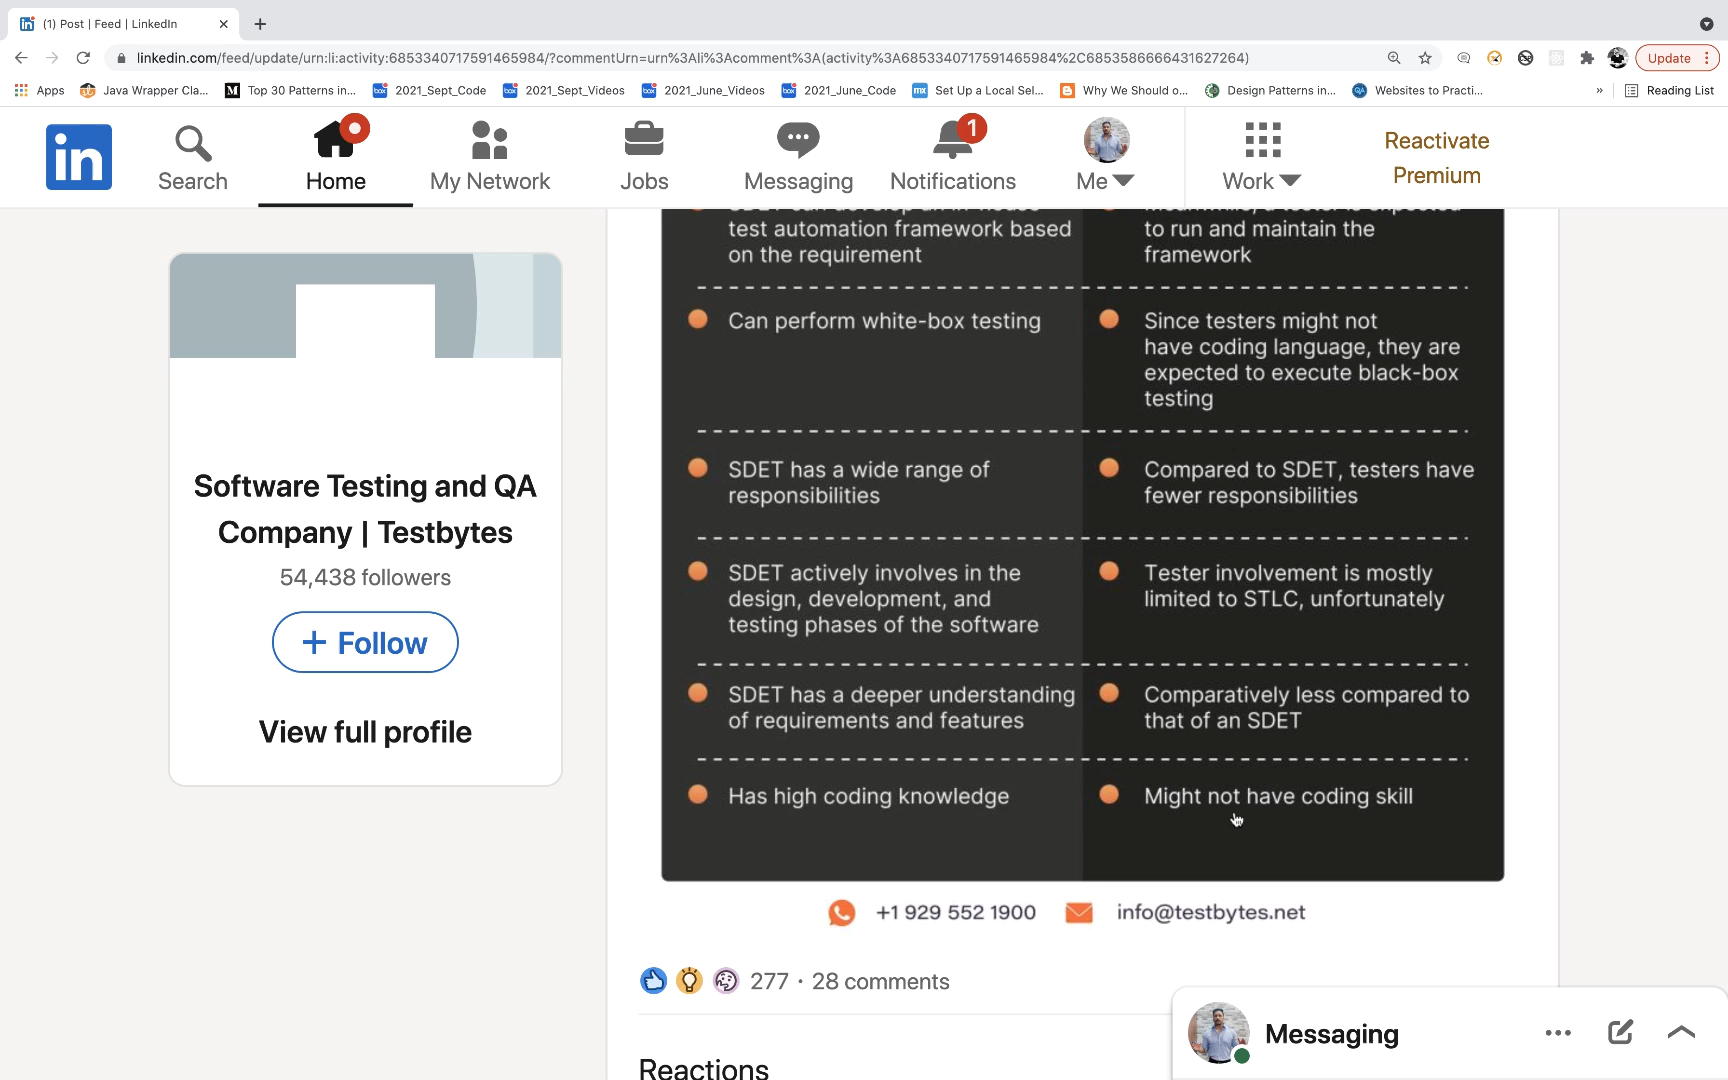 (1) Post | Feed | LinkedIn
linkedin.com/feed/update/urn:li:activity:6853340717591465984/?commentUrn=urn%3Ali%3Acomment%3A(activity%3A6853340717591465984%2C6853586666431627264)
Update
Apps
Java Wrapper Cla...
Top 30 Patterns in...
2021_Sept_Code
2021_Sept_Videos
2021_June_Videos
2021_June_Code
Set Up a Local Sel...
Why We Should o...
Design Patterns in...
Websites to Practi...
»
Reading List
in
Search
Home
My Network
Jobs
Messaging
1
Notifications
Me
Work
Reactivate
Premium
Software Testing and QA
Company | Testbytes
54,438 followers
+ Follow
View full profile
test automation framework based
on the requirement
to run and maintain the
framework
Can perform white-box testing
Since testers might not
have coding language, they are
expected to execute black-box
testing
SDET has a wide range of
responsibilities
Compared to SDET, testers have
fewer responsibilities
SDET actively involves in the
design, development, and
testing phases of the software
Tester involvement is mostly
limited to STLC, unfortunately
SDET has a deeper understanding
of requirements and features
Comparatively less compared to
that of an SDET
Has high coding knowledge
Might not have coding skill
+1 929 552 1900
info@testbytes.net
277 · 28 comments
Reactions
Messaging